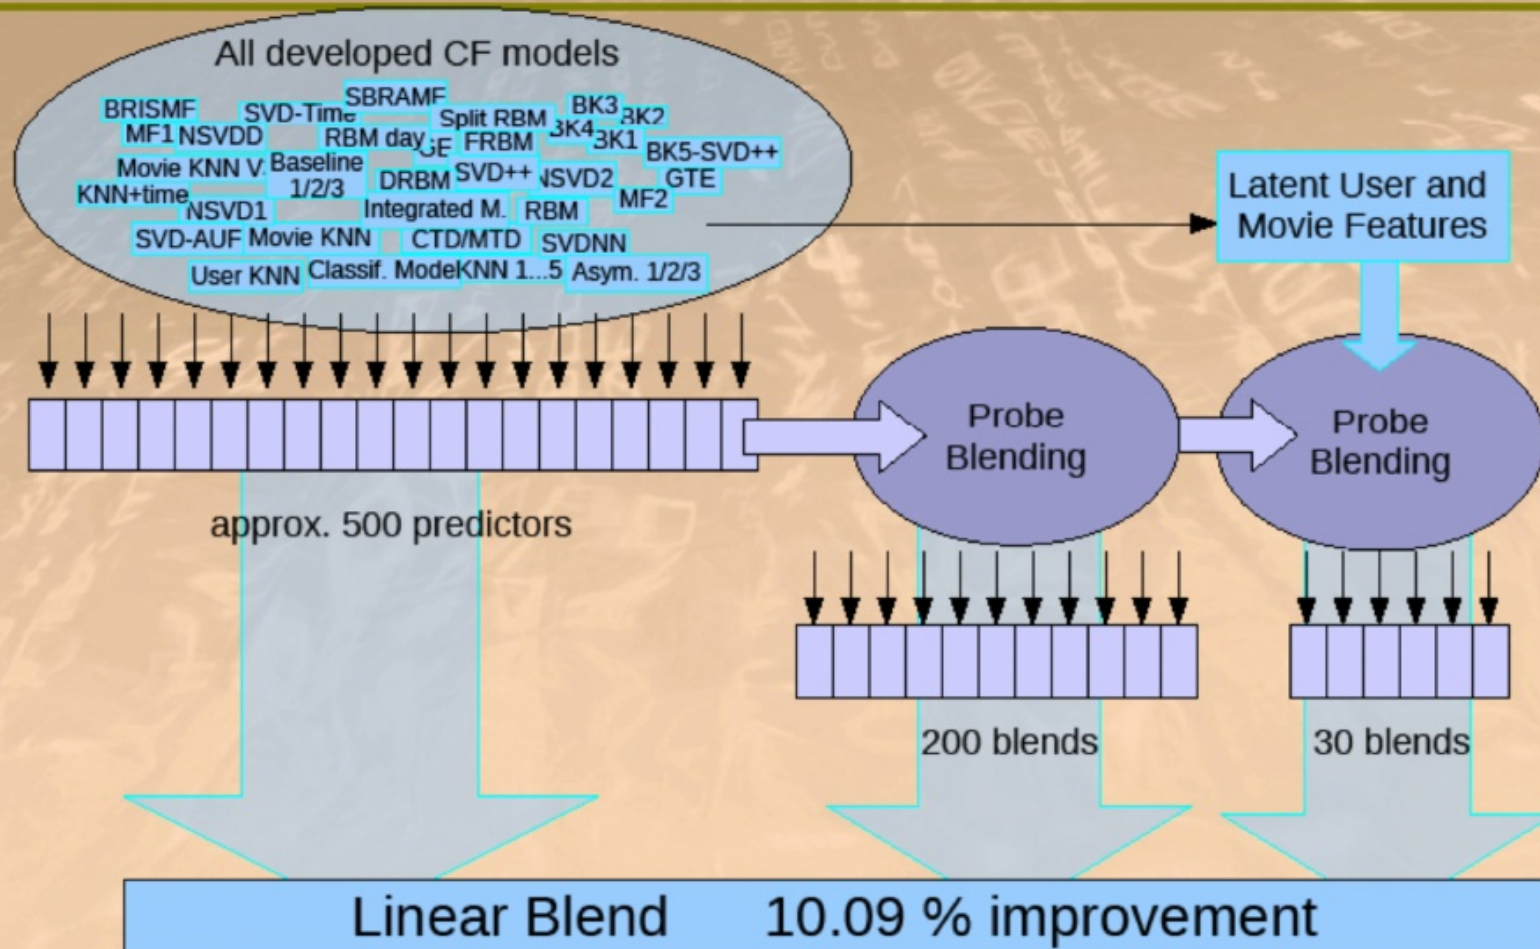 All developed CF models
SBRAMF
BRISMF
SVD-Time
BK3
BK2
Split RBM
MF1
NSVDD
RBM day
FRBM
BK4
BK1
BK5-SVD++
Movie KNN V
Baseline
1/2/3
DRBM
SVD++
NSVD2
GTE
KNN+time
NSVD1
Integrated M.
RBM
MF2
SVD-AUF
Movie KNN
CTD/MTD
SVDNN
User KNN
Classif. Model
KNN 1...5
Asym. 1/2/3
Latent User and
Movie Features
Probe
Blending
Probe
Blending
approx. 500 predictors
200 blends
30 blends
Linear Blend 10.09 % improvement